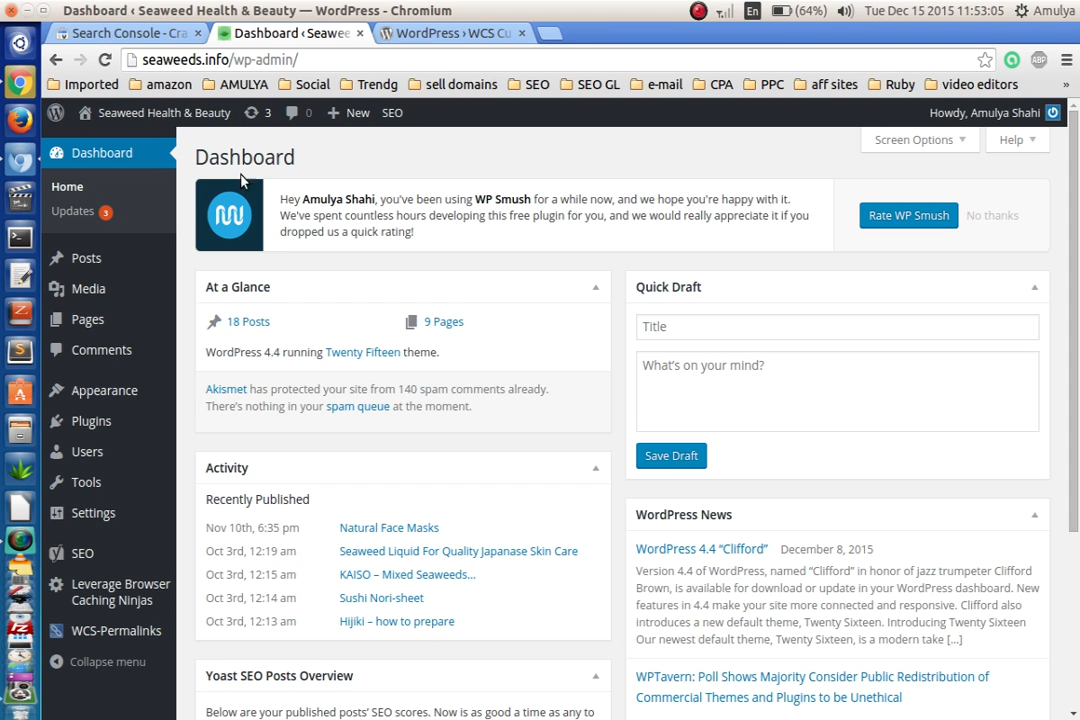 Dashboard ‹ Seaweed Health & Beauty — WordPress - Chromium
En
(64%)
Tue Dec 15 2015 11:53:05
Amulya
Search Console - Cra
×
Dashboard ‹ Seawee
×
WordPress › WCS Cu
×
seaweeds.info/wp-admin/
ABP
Imported
amazon
AMULYA
Social
Trendg
sell domains
SEO
SEO GL
e-mail
CPA
PPC
aff sites
Ruby
video editors
»
Seaweed Health & Beauty
3
0
New
SEO
Howdy, Amulya Shahi
Dashboard
Home
Updates 3
Posts
Media
Pages
Comments
Appearance
Plugins
Users
Tools
Settings
SEO
Leverage Browser
Caching Ninjas
WCS-Permalinks
Collapse menu
Screen Options
Help
Dashboard
Hey Amulya Shahi, you've been using WP Smush for a while now, and we hope you're happy with it.
We've spent countless hours developing this free plugin for you, and we would really appreciate it if you
dropped us a quick rating!
Rate WP Smush
No thanks
At a Glance
18 Posts
9 Pages
WordPress 4.4 running Twenty Fifteen theme.
Akismet has protected your site from 140 spam comments already.
There's nothing in your spam queue at the moment.
Activity
Recently Published
Nov 10th, 6:35 pm
Natural Face Masks
Oct 3rd, 12:19 am
Seaweed Liquid For Quality Japanase Skin Care
Oct 3rd, 12:15 am
KAISO – Mixed Seaweeds...
Oct 3rd, 12:14 am
Sushi Nori-sheet
Oct 3rd, 12:13 am
Hijiki – how to prepare
Yoast SEO Posts Overview
Below are your published posts' SEO scores. Now is as good a time as any to
Quick Draft
Title
What's on your mind?
Save Draft
WordPress News
WordPress 4.4 “Clifford” December 8, 2015
Version 4.4 of WordPress, named “Clifford” in honor of jazz trumpeter Clifford
Brown, is available for download or update in your WordPress dashboard. New
features in 4.4 make your site more connected and responsive. Clifford also
introduces a new default theme, Twenty Sixteen. Introducing Twenty Sixteen
Our newest default theme, Twenty Sixteen, is a modern take [...]
WPTavern: Poll Shows Majority Consider Public Redistribution of
Commercial Themes and Plugins to be Unethical